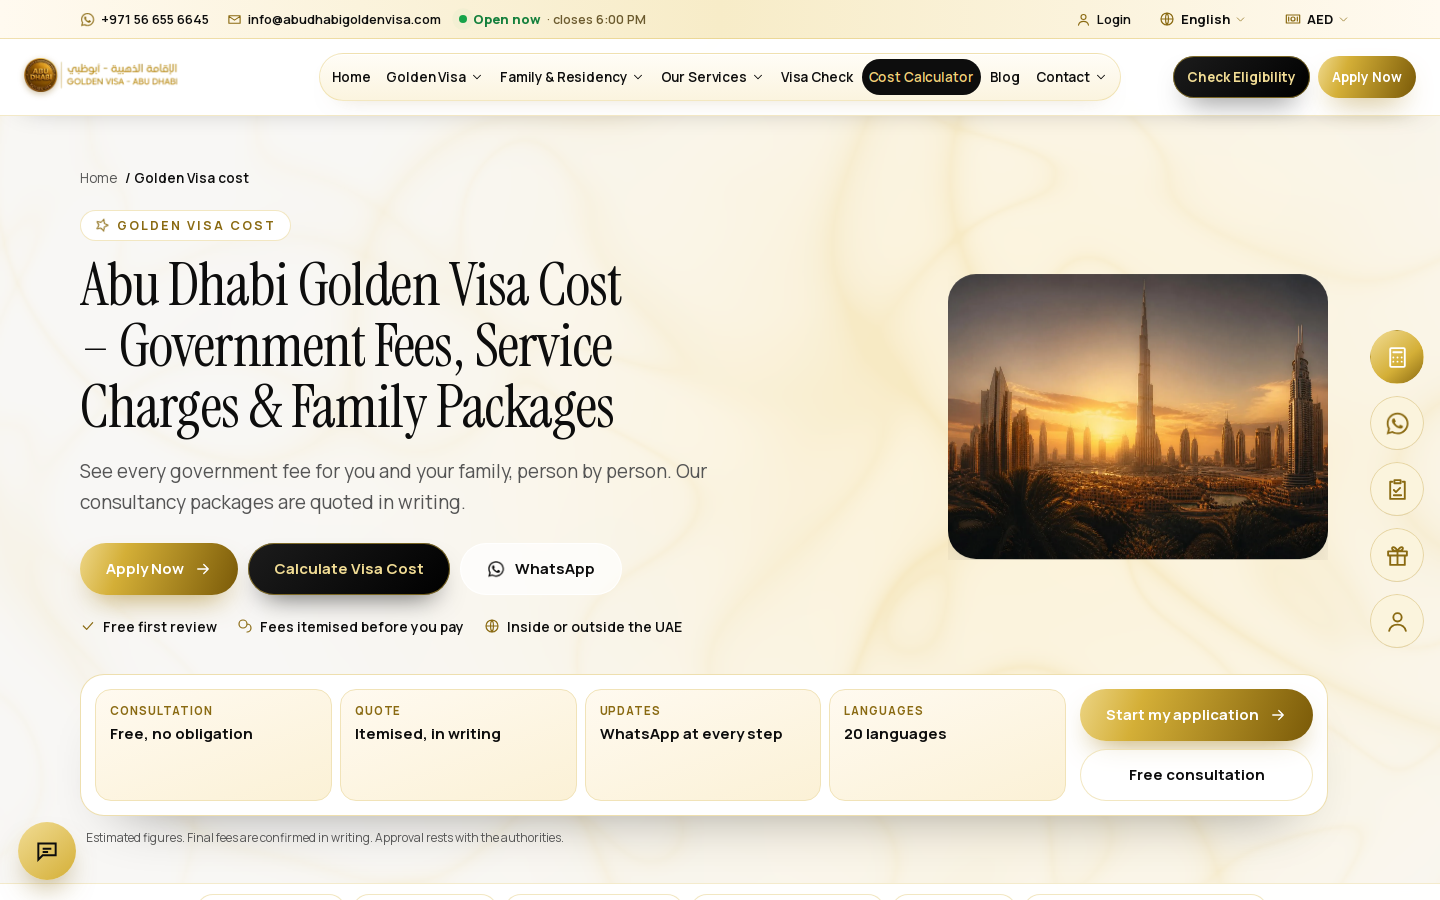 +971 56 655 6645
info@abudhabigoldenvisa.com
Open now · closes 6:00 PM
Login
English
AED
ABU DHABI
الإقامة الذهبية - أبوظبي
GOLDEN VISA - ABU DHABI
Home
Golden Visa
Family & Residency
Our Services
Visa Check
Cost Calculator
Blog
Contact
Check Eligibility
Apply Now
Home / Golden Visa cost
GOLDEN VISA COST
Abu Dhabi Golden Visa Cost
– Government Fees, Service
Charges & Family Packages
See every government fee for you and your family, person by person. Our
consultancy packages are quoted in writing.
Apply Now
Calculate Visa Cost
WhatsApp
Free first review
Fees itemised before you pay
Inside or outside the UAE
CONSULTATION
Free, no obligation
QUOTE
Itemised, in writing
UPDATES
WhatsApp at every step
LANGUAGES
20 languages
Start my application
Free consultation
Estimated figures. Final fees are confirmed in writing. Approval rests with the authorities.